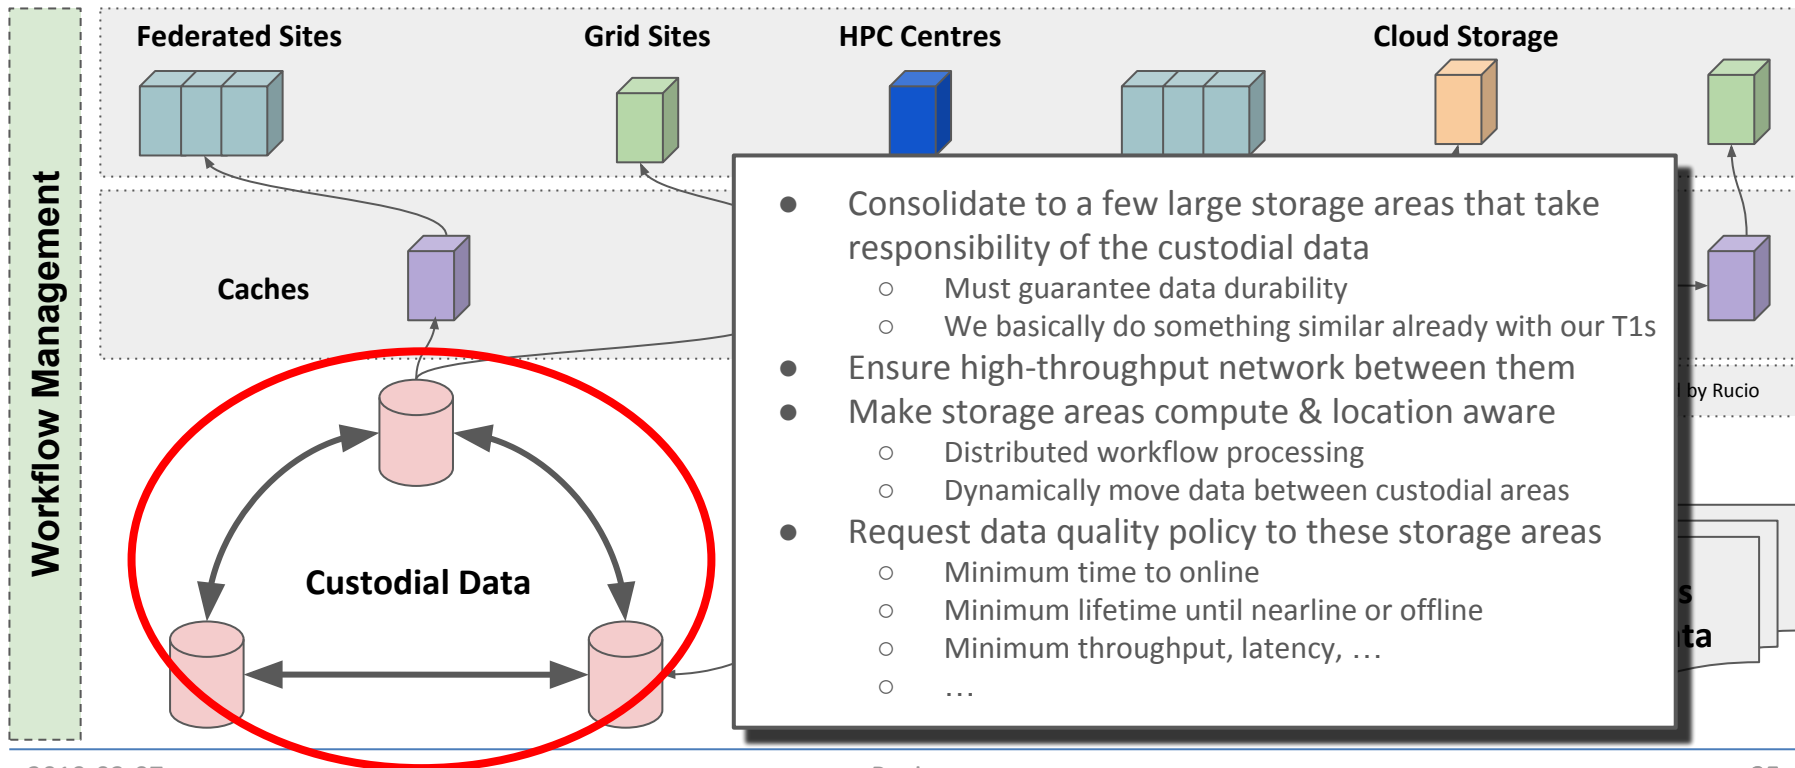 Federated Sites
Grid Sites
HPC Centres
Cloud Storage
Workflow Management
Caches
● Consolidate to a few large storage areas that take
responsibility of the custodial data
○ Must guarantee data durability
○ We basically do something similar already with our T1s
● Ensure high-throughput network between them
● Make storage areas compute & location aware
○ Distributed workflow processing
○ Dynamically move data between custodial areas
● Request data quality policy to these storage areas
○ Minimum time to online
○ Minimum lifetime until nearline or offline
○ Minimum throughput, latency, …
○ …
by Rucio
Custodial Data